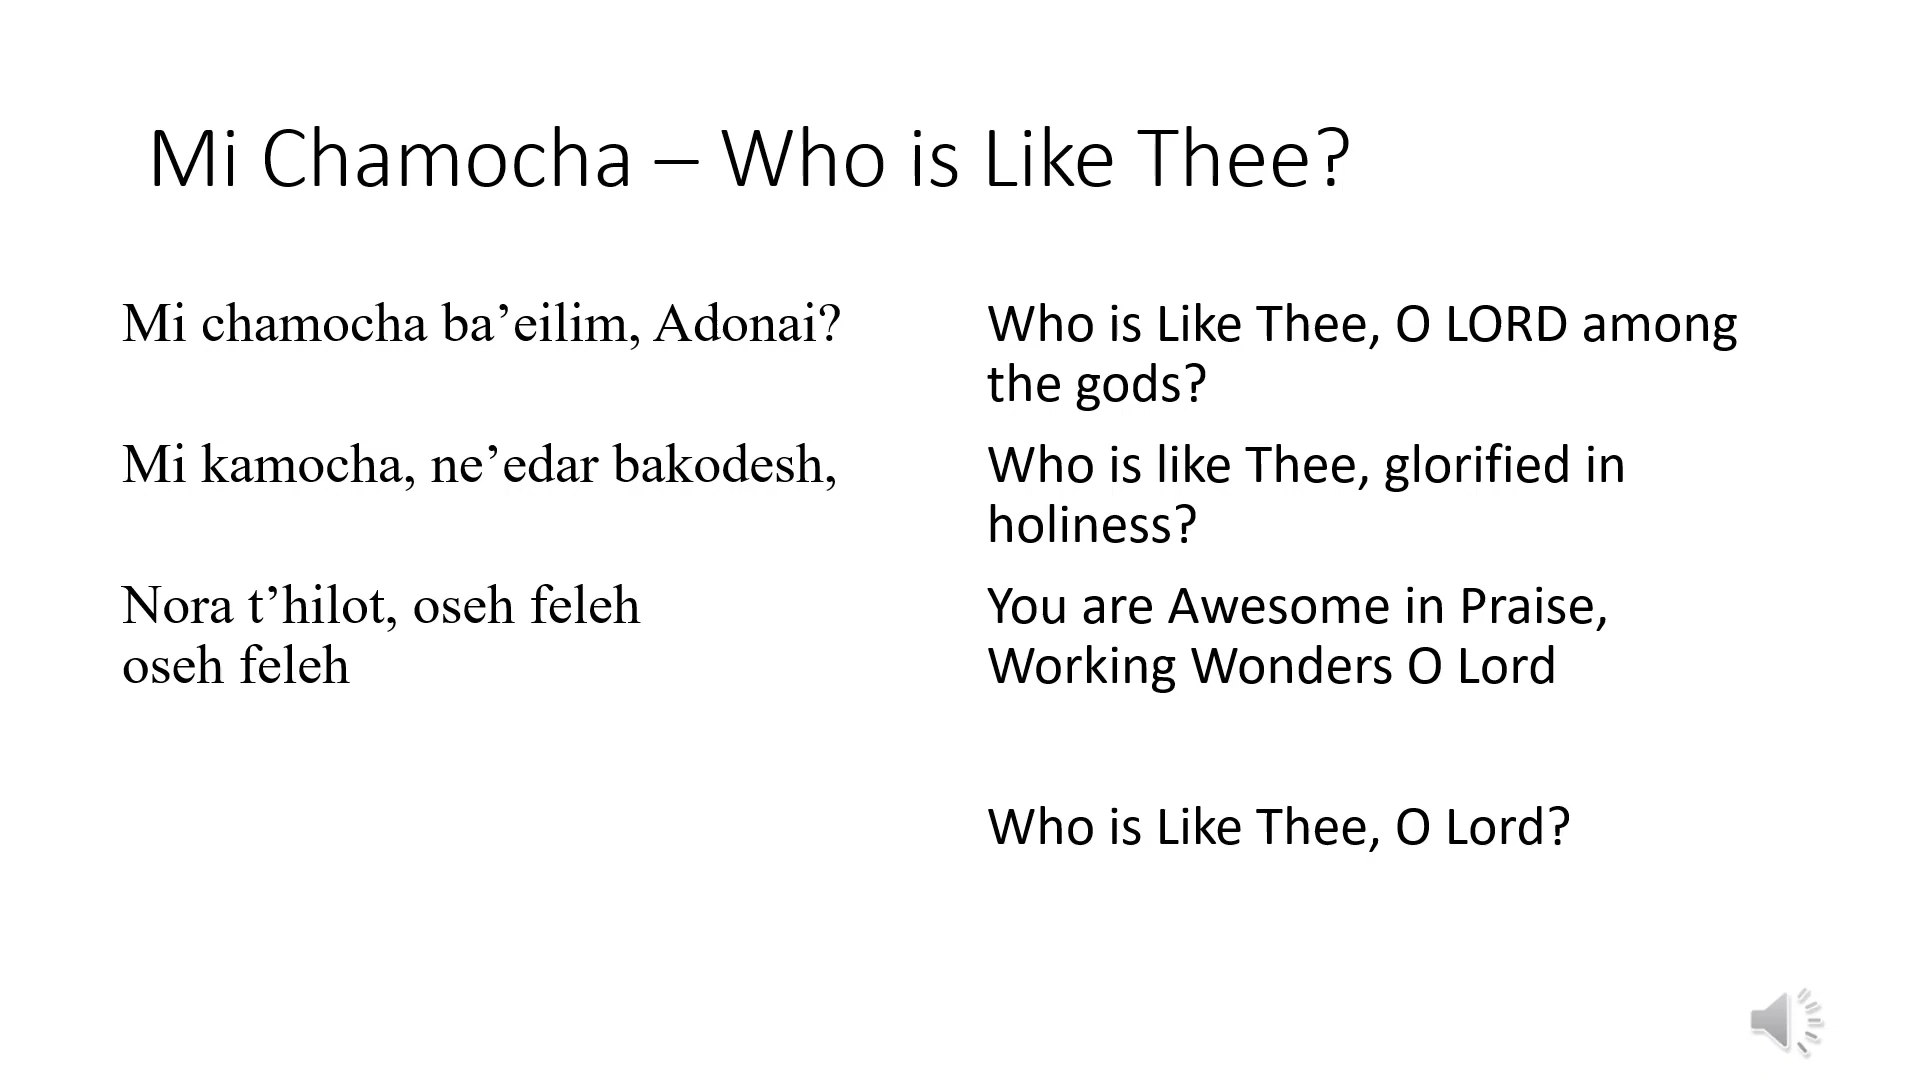 Mi Chamocha – Who is Like Thee?
Mi chamocha ba’eilim, Adonai?
Mi kamocha, ne’edar bakodesh,
Nora t’hilot, oseh feleh
oseh feleh
Who is Like Thee, O LORD among
the gods?
Who is like Thee, glorified in
holiness?
You are Awesome in Praise,
Working Wonders O Lord
Who is Like Thee, O Lord?